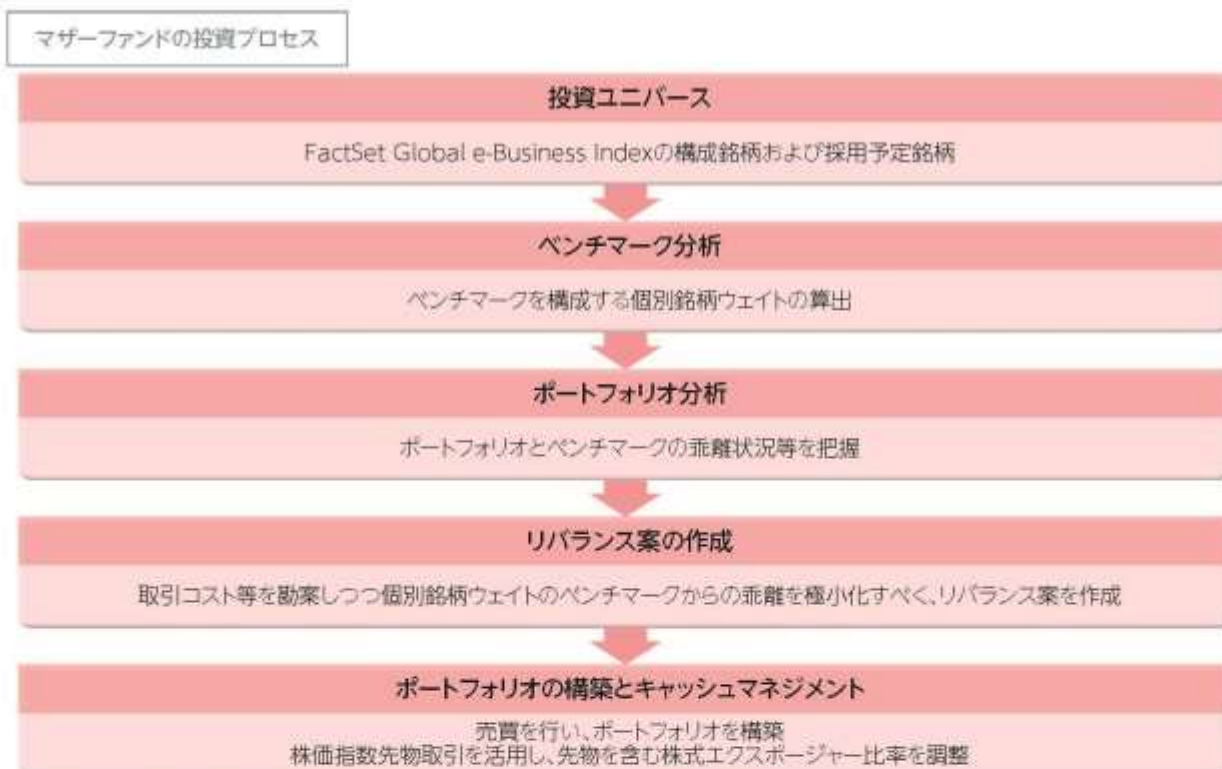 マザーファンドの投資プロセス
投資ユニバース
FactSet Global e-Business Indexの構成銘柄および採用予定銘柄
ベンチマーク分析
ベンチマークを構成する個別銘柄ウェイトの算出
ポートフォリオ分析
ポートフォリオとベンチマークの乖離状況等を把握
リバランス案の作成
取引コスト等を勘案しつつ個別銘柄ウェイトのベンチマークからの乖離を極小化すべく、リバランス案を作成
ポートフォリオの構築とキャッシュマネジメント
売買を行い、ポートフォリオを構築
株価指数先物取引を活用し、先物を含む株式エクスポージャー比率を調整